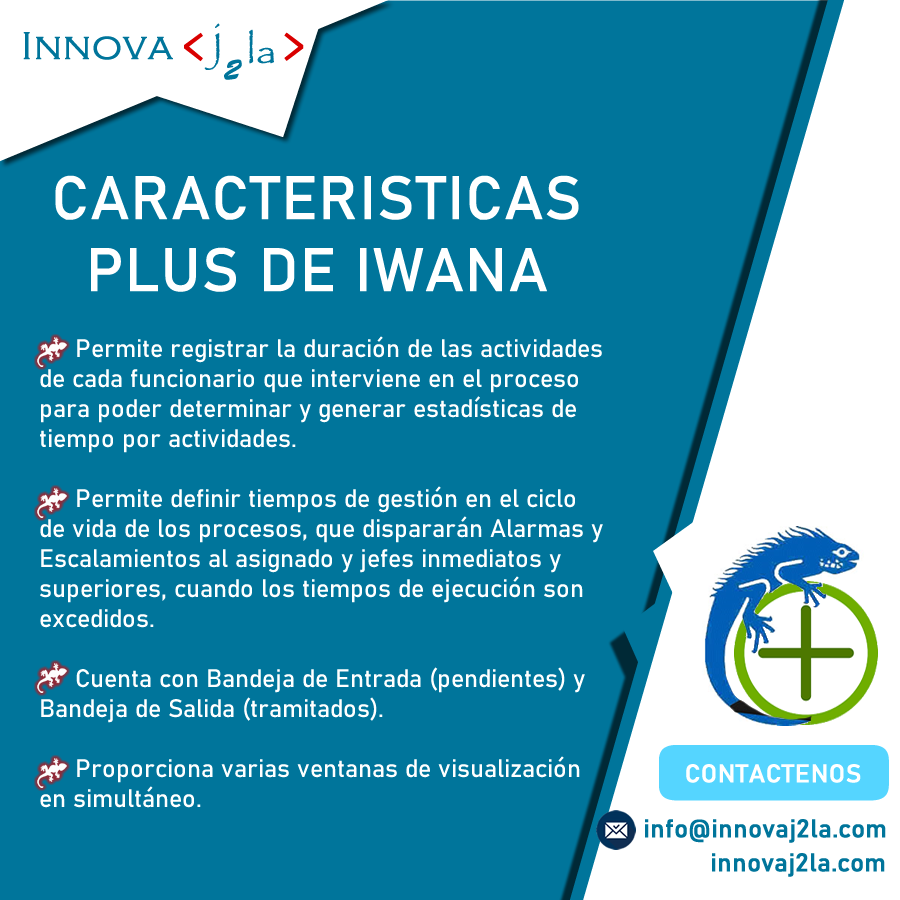 INNOVA <j2la>
CARACTERISTICAS
PLUS DE IWANA
Permite registrar la duración de las actividades
de cada funcionario que interviene en el proceso
para poder determinar y generar estadísticas de
tiempo por actividades.
Permite definir tiempos de gestión en el ciclo
de vida de los procesos, que dispararán Alarmas y
Escalamientos al asignado y jefes inmediatos y
superiores, cuando los tiempos de ejecución son
excedidos.
Cuenta con Bandeja de Entrada (pendientes) y
Bandeja de Salida (tramitados).
Proporciona varias ventanas de visualización
en simultáneo.
CONTACTENOS
info@innovaj2la.com
innovaj2la.com